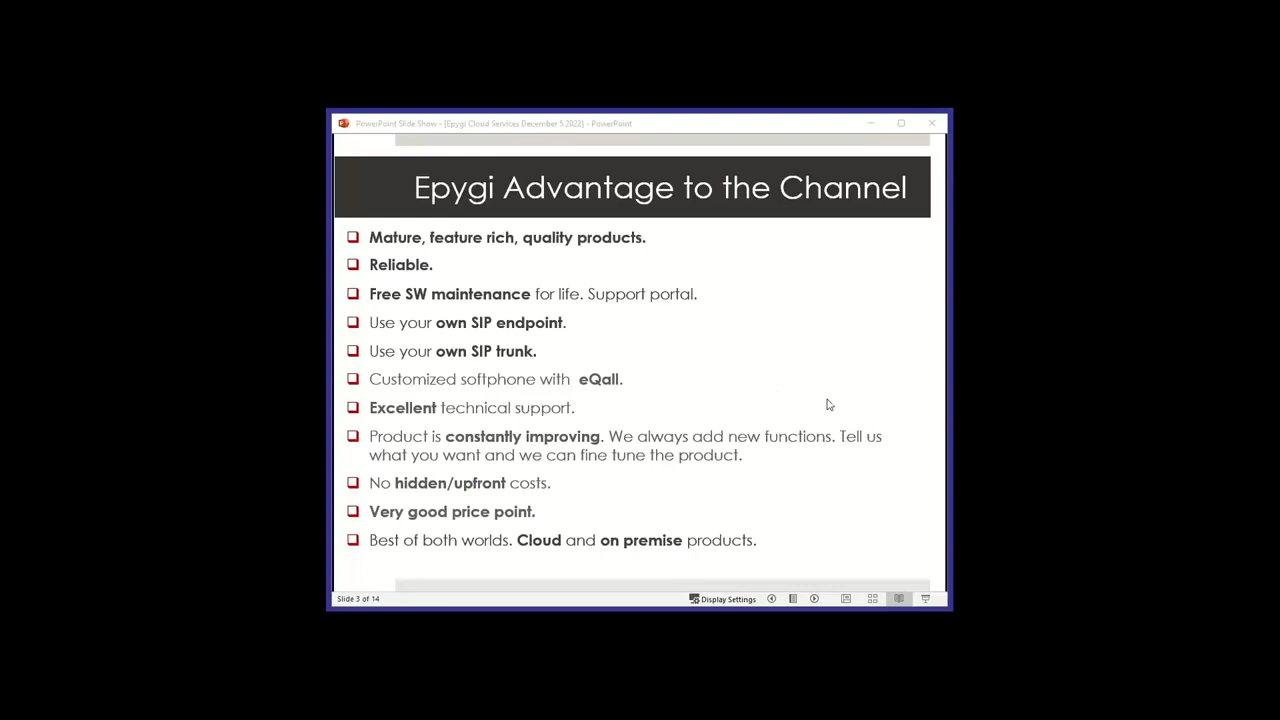 PowerPoint Slide Show - [Epygi Cloud Services December 5 2022] - PowerPoint
Epygi Advantage to the Channel
Mature, feature rich, quality products.
Reliable.
Free SW maintenance for life. Support portal.
Use your own SIP endpoint.
Use your own SIP trunk.
Customized softphone with eQall.
Excellent technical support.
Product is constantly improving. We always add new functions. Tell us
what you want and we can fine tune the product.
No hidden/upfront costs.
Very good price point.
Best of both worlds. Cloud and on premise products.
Slide 3 of 14
Display Settings